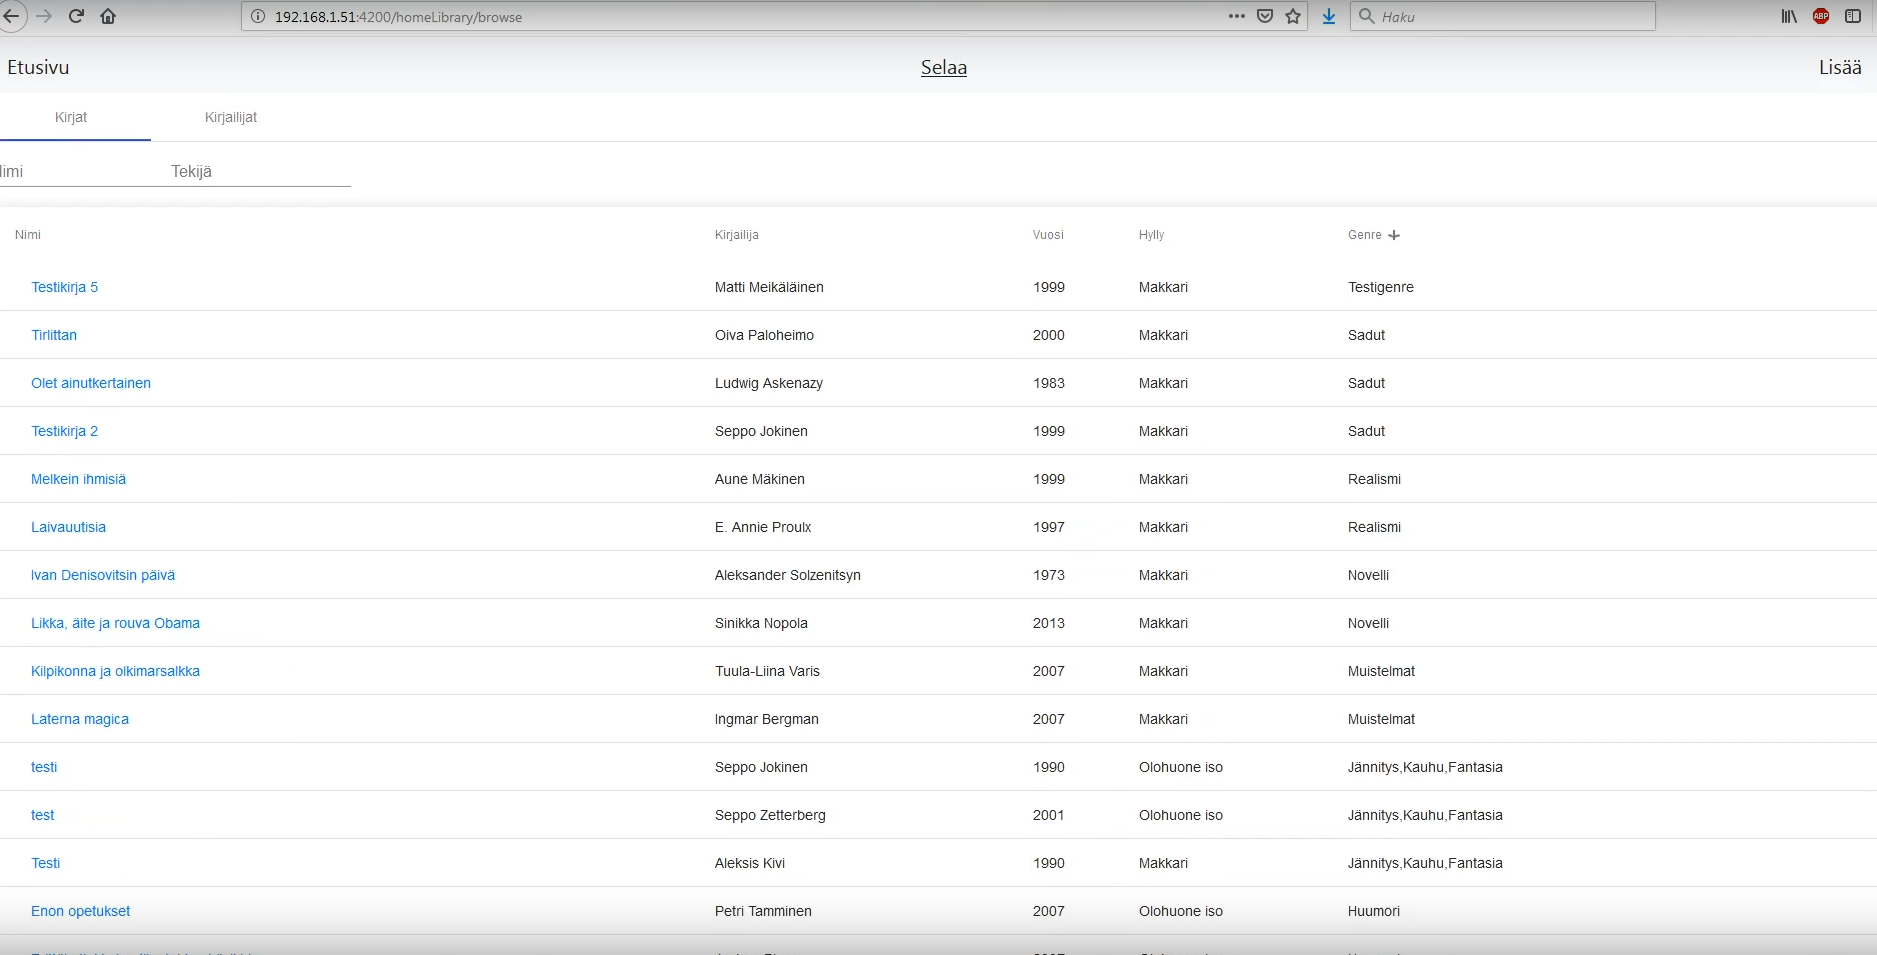 192.168.1.51:4200/homeLibrary/browse Haku ABP
Etusivu Selaa Lisää
Kirjat Kirjailijat
Tekijä
Nimi Kirjailija Vuosi Hylly Genre
Testikirja 5 Matti Meikäläinen 1999 Makkari Testigenre
Tirlittan Oiva Paloheimo 2000 Makkari Sadut
Olet ainutkertainen Ludwig Askenazy 1983 Makkari Sadut
Testikirja 2 Seppo Jokinen 1999 Makkari Sadut
Melkein ihmisiä Aune Mäkinen 1999 Makkari Realismi
Laivauutisia E. Annie Proulx 1997 Makkari Realismi
Ivan Denisovitsin päivä Aleksander Solzenitsyn 1973 Makkari Novelli
Likka, äite ja rouva Obama Sinikka Nopola 2013 Makkari Novelli
Kilpikonna ja olkimarsalkka Tuula-Liina Varis 2007 Makkari Muistelmat
Laterna magica Ingmar Bergman 2007 Makkari Muistelmat
testi Seppo Jokinen 1990 Olohuone iso Jännitys,Kauhu,Fantasia
test Seppo Zetterberg 2001 Olohuone iso Jännitys,Kauhu,Fantasia
Testi Aleksis Kivi 1990 Makkari Jännitys,Kauhu,Fantasia
Enon opetukset Petri Tamminen 2007 Olohuone iso Huumori